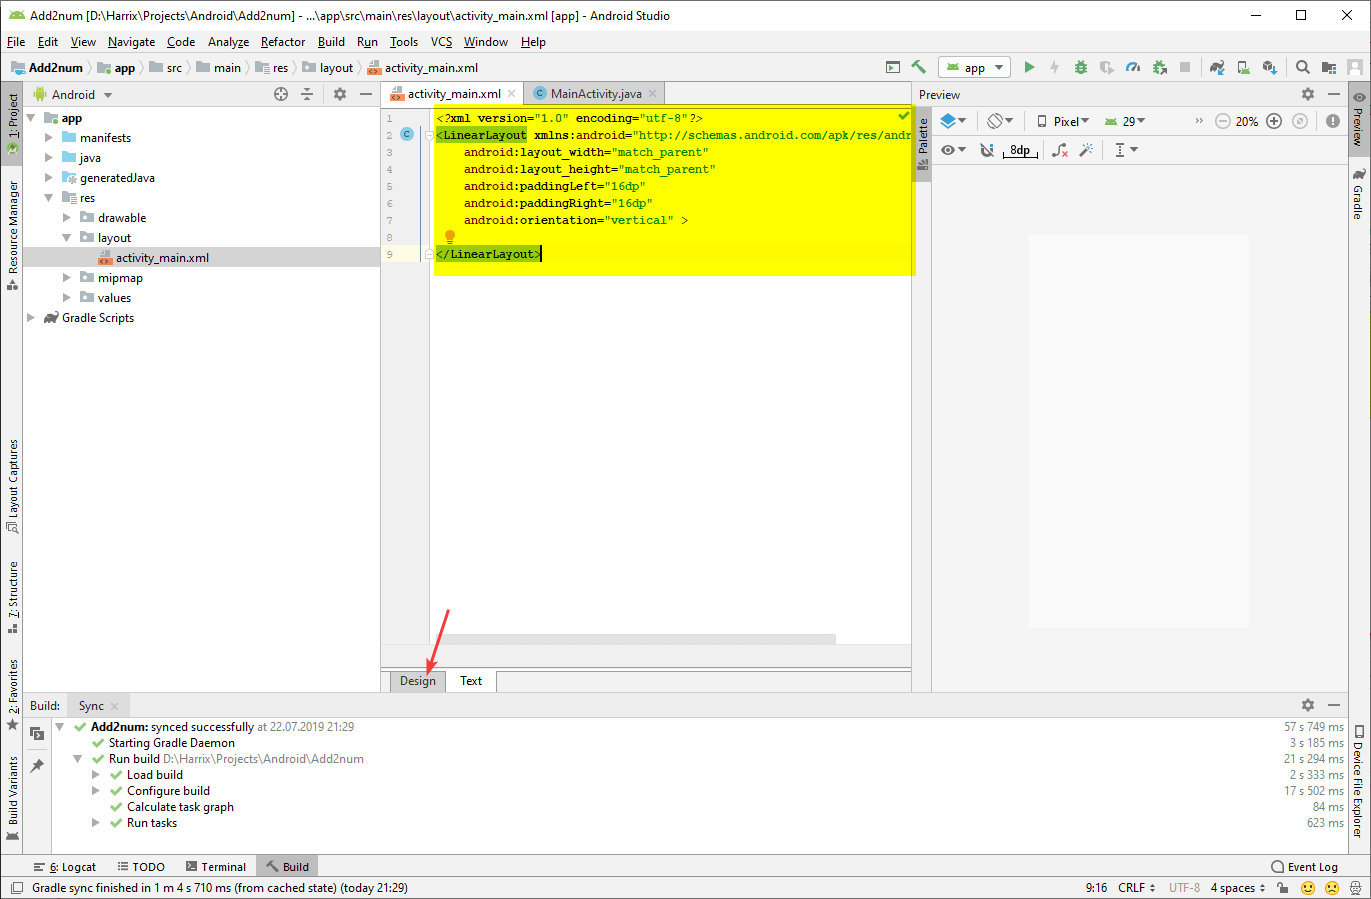 Add2num [D:\Harrix\Projects\Android\Add2num] - ...\app\src\main\res\layout\activity_main.xml [app] - Android Studio
File Edit View Navigate Code Analyze Refactor Build Run Tools VCS Window Help
Add2num app src main res layout activity_main.xml
app
1: Project
Resource Manager
Layout Captures
7: Structure
2: Favorites
Build Variants
Android
app
manifests
java
generatedJava
res
drawable
layout
activity_main.xml
mipmap
values
Gradle Scripts
activity_main.xml MainActivity.java
1 <?xml version="1.0" encoding="utf-8"?>
2 <LinearLayout xmlns:android="http://schemas.android.com/apk/res/andr
3 android:layout_width="match_parent"
4 android:layout_height="match_parent"
5 android:paddingLeft="16dp"
6 android:paddingRight="16dp"
7 android:orientation="vertical" >
8
9 </LinearLayout>
Design Text
Palette
Preview
Pixel 29 >> 20%
8dp
Preview
Gradle
Device File Explorer
Build: Sync
Add2num: synced successfully at 22.07.2019 21:29 57 s 749 ms
Starting Gradle Daemon 3 s 185 ms
Run build D:\Harrix\Projects\Android\Add2num 21 s 294 ms
Load build 2 s 333 ms
Configure build 17 s 502 ms
Calculate task graph 84 ms
Run tasks 623 ms
6: Logcat TODO Terminal Build Event Log
Gradle sync finished in 1 m 4 s 710 ms (from cached state) (today 21:29) 9:16 CRLF UTF-8 4 spaces